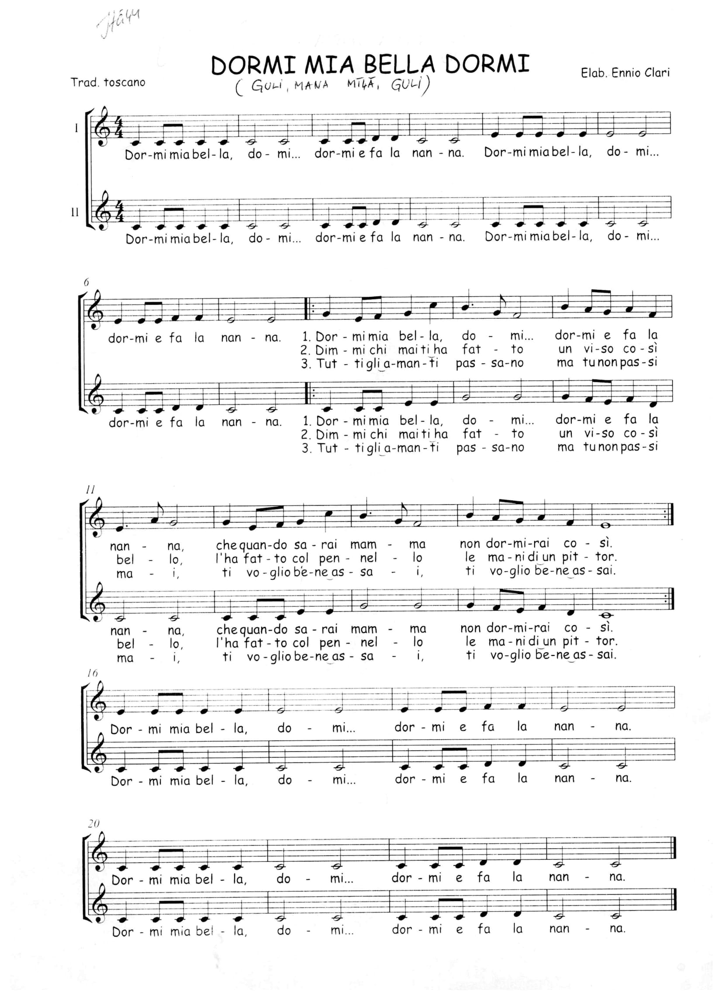 DORMI MIA BELLA DORMI
Trad. toscano
Elab. Ennio Clari
( GULI, MANA MĪĻĀ, GULI)
I
Dor-mi mia bel-la, do - mi... dor-mi e fa la nan - na. Dor-mi mia bel-la, do - mi...
II
Dor-mi mia bel-la, do - mi... dor-mi e fa la nan - na. Dor-mi mia bel-la, do - mi...
6
dor-mi e fa la nan - na. 1. Dor - mi mia bel - la, do - mi... dor-mi e fa la
2. Dim - mi chi mai ti ha fat - to un vi-so co-sì
3. Tut - ti gli a-man-ti pas - sa-no ma tu non pas-si
dor-mi e fa la nan - na. 1. Dor - mi mia bel - la, do - mi... dor-mi e fa la
2. Dim - mi chi mai ti ha fat - to un vi-so co-sì
3. Tut - ti gli a-man-ti pas - sa-no ma tu non pas-si
11
nan - na, che quan-do sa - rai mam - ma non dor-mi-rai co - sì.
bel - lo, l'ha fat - to col pen - nel - lo le ma-ni di un pit - tor.
ma - i, ti vo-glio be-ne as - sa - i, ti vo-glio be-ne as - sai.
nan - na, che quan-do sa - rai mam - ma non dor-mi-rai co - sì.
bel - lo, l'ha fat - to col pen - nel - lo le ma-ni di un pit - tor.
ma - i, ti vo-glio be-ne as - sa - i, ti vo-glio be-ne as - sai.
16
Dor - mi mia bel - la, do - mi... dor - mi e fa la nan - na.
Dor - mi mia bel - la, do - mi... dor - mi e fa la nan - na.
20
Dor - mi mia bel - la, do - mi... dor - mi e fa la nan - na.
Dor - mi mia bel - la, do - mi... dor - mi e fa la nan - na.